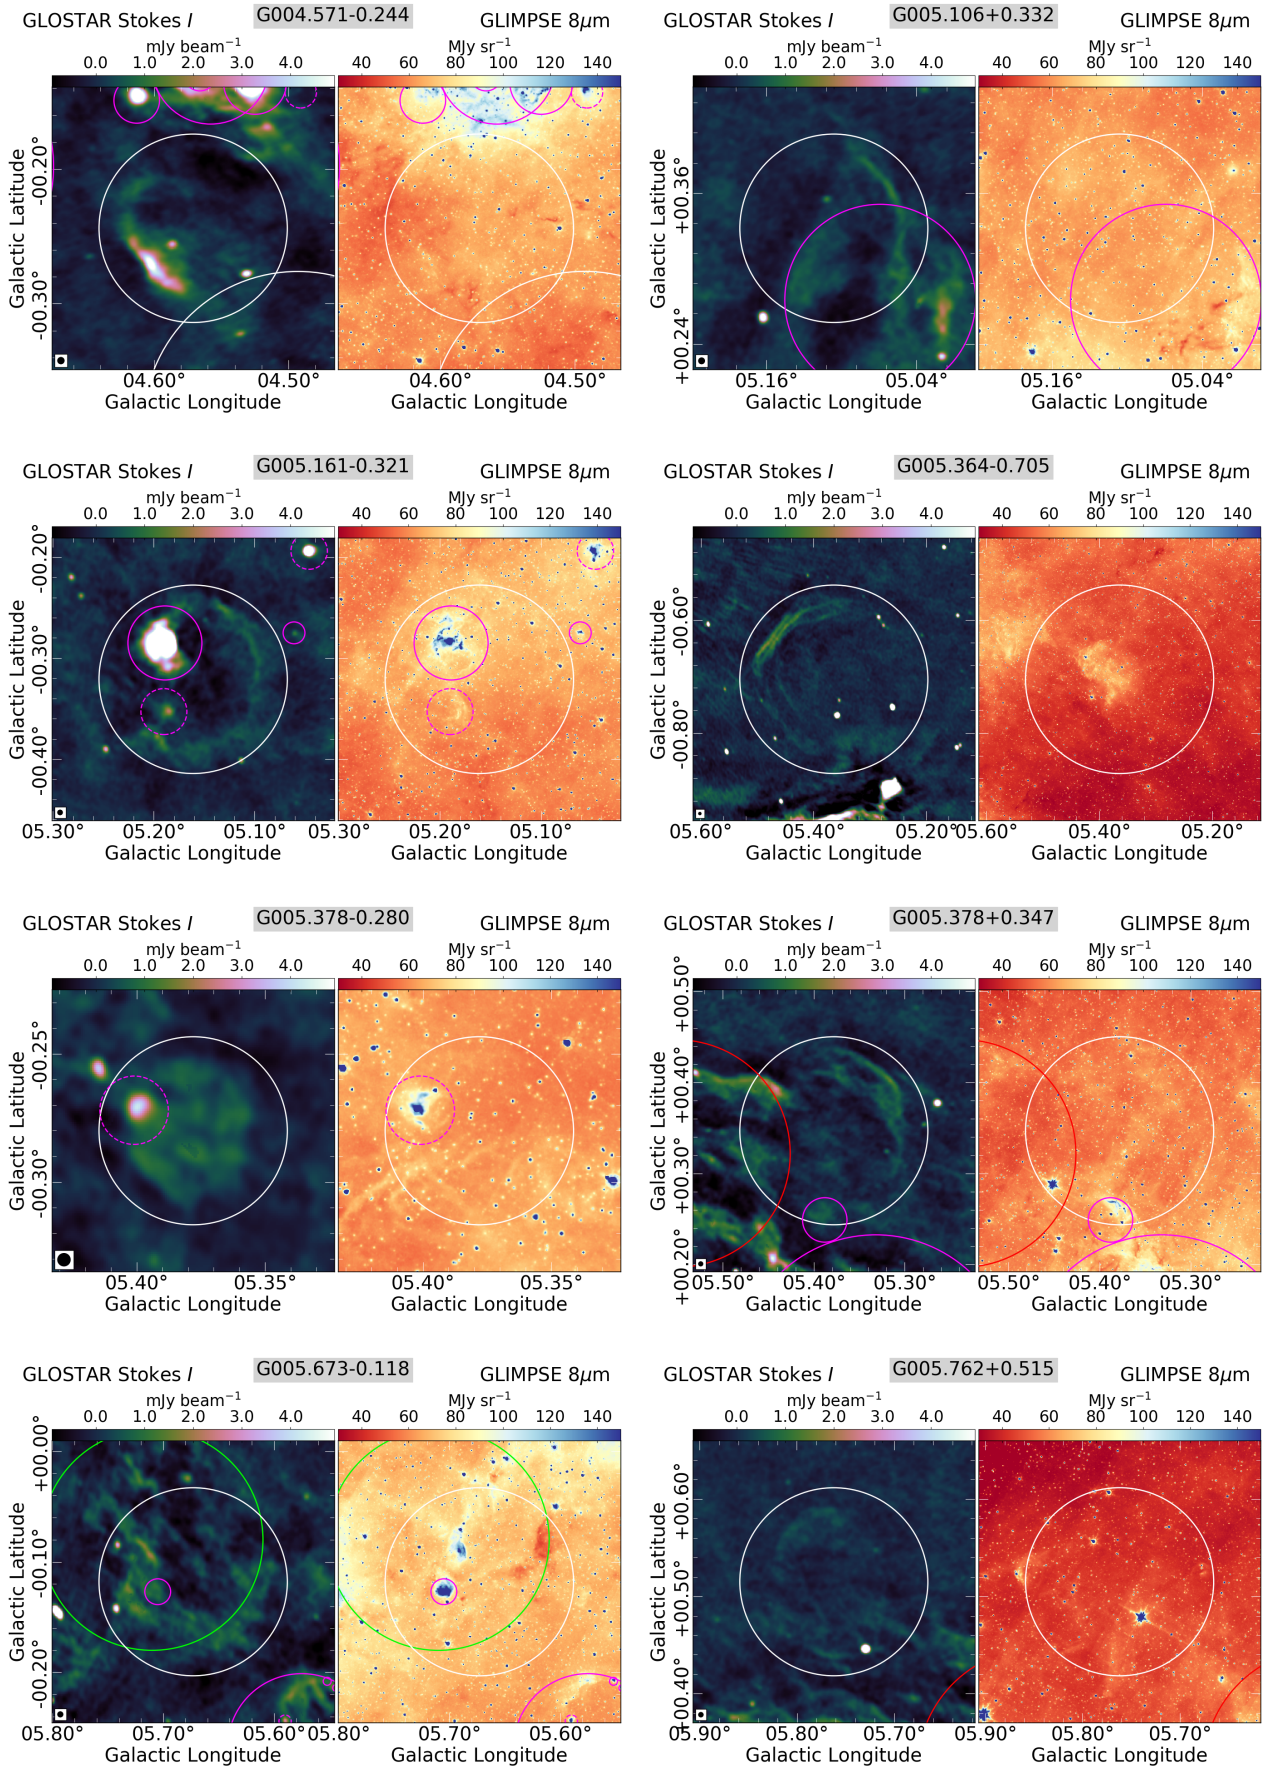 GLOSTAR Stokes I G004.571-0.244 GLIMPSE 8μm
mJy beam⁻¹ MJy sr⁻¹
0.0 1.0 2.0 3.0 4.0 40 60 80 100 120 140
Galactic Latitude
-00.20°
-00.30°
04.60° 04.50° 04.60° 04.50°
Galactic Longitude Galactic Longitude
GLOSTAR Stokes I G005.106+0.332 GLIMPSE 8μm
mJy beam⁻¹ MJy sr⁻¹
0.0 1.0 2.0 3.0 4.0 40 60 80 100 120 140
Galactic Latitude
+00.36°
+00.24°
05.16° 05.04° 05.16° 05.04°
Galactic Longitude Galactic Longitude
GLOSTAR Stokes I G005.161-0.321 GLIMPSE 8μm
mJy beam⁻¹ MJy sr⁻¹
0.0 1.0 2.0 3.0 4.0 40 60 80 100 120 140
Galactic Latitude
-00.20°
-00.30°
-00.40°
05.30° 05.20° 05.10° 05.30° 05.20° 05.10°
Galactic Longitude Galactic Longitude
GLOSTAR Stokes I G005.364-0.705 GLIMPSE 8μm
mJy beam⁻¹ MJy sr⁻¹
0.0 1.0 2.0 3.0 4.0 40 60 80 100 120 140
Galactic Latitude
-00.60°
-00.80°
05.60° 05.40° 05.20° 05.60° 05.40° 05.20°
Galactic Longitude Galactic Longitude
GLOSTAR Stokes I G005.378-0.280 GLIMPSE 8μm
mJy beam⁻¹ MJy sr⁻¹
0.0 1.0 2.0 3.0 4.0 40 60 80 100 120 140
Galactic Latitude
-00.25°
-00.30°
05.40° 05.35° 05.40° 05.35°
Galactic Longitude Galactic Longitude
GLOSTAR Stokes I G005.378+0.347 GLIMPSE 8μm
mJy beam⁻¹ MJy sr⁻¹
0.0 1.0 2.0 3.0 4.0 40 60 80 100 120 140
Galactic Latitude
+00.50°
+00.40°
+00.30°
+00.20°
05.50° 05.40° 05.30° 05.50° 05.40° 05.30°
Galactic Longitude Galactic Longitude
GLOSTAR Stokes I G005.673-0.118 GLIMPSE 8μm
mJy beam⁻¹ MJy sr⁻¹
0.0 1.0 2.0 3.0 4.0 40 60 80 100 120 140
Galactic Latitude
+00.00°
-00.10°
-00.20°
05.80° 05.70° 05.60° 05.80° 05.70° 05.60°
Galactic Longitude Galactic Longitude
GLOSTAR Stokes I G005.762+0.515 GLIMPSE 8μm
mJy beam⁻¹ MJy sr⁻¹
0.0 1.0 2.0 3.0 4.0 40 60 80 100 120 140
Galactic Latitude
+00.60°
+00.50°
+00.40°
05.90° 05.80° 05.70° 05.90° 05.80° 05.70°
Galactic Longitude Galactic Longitude